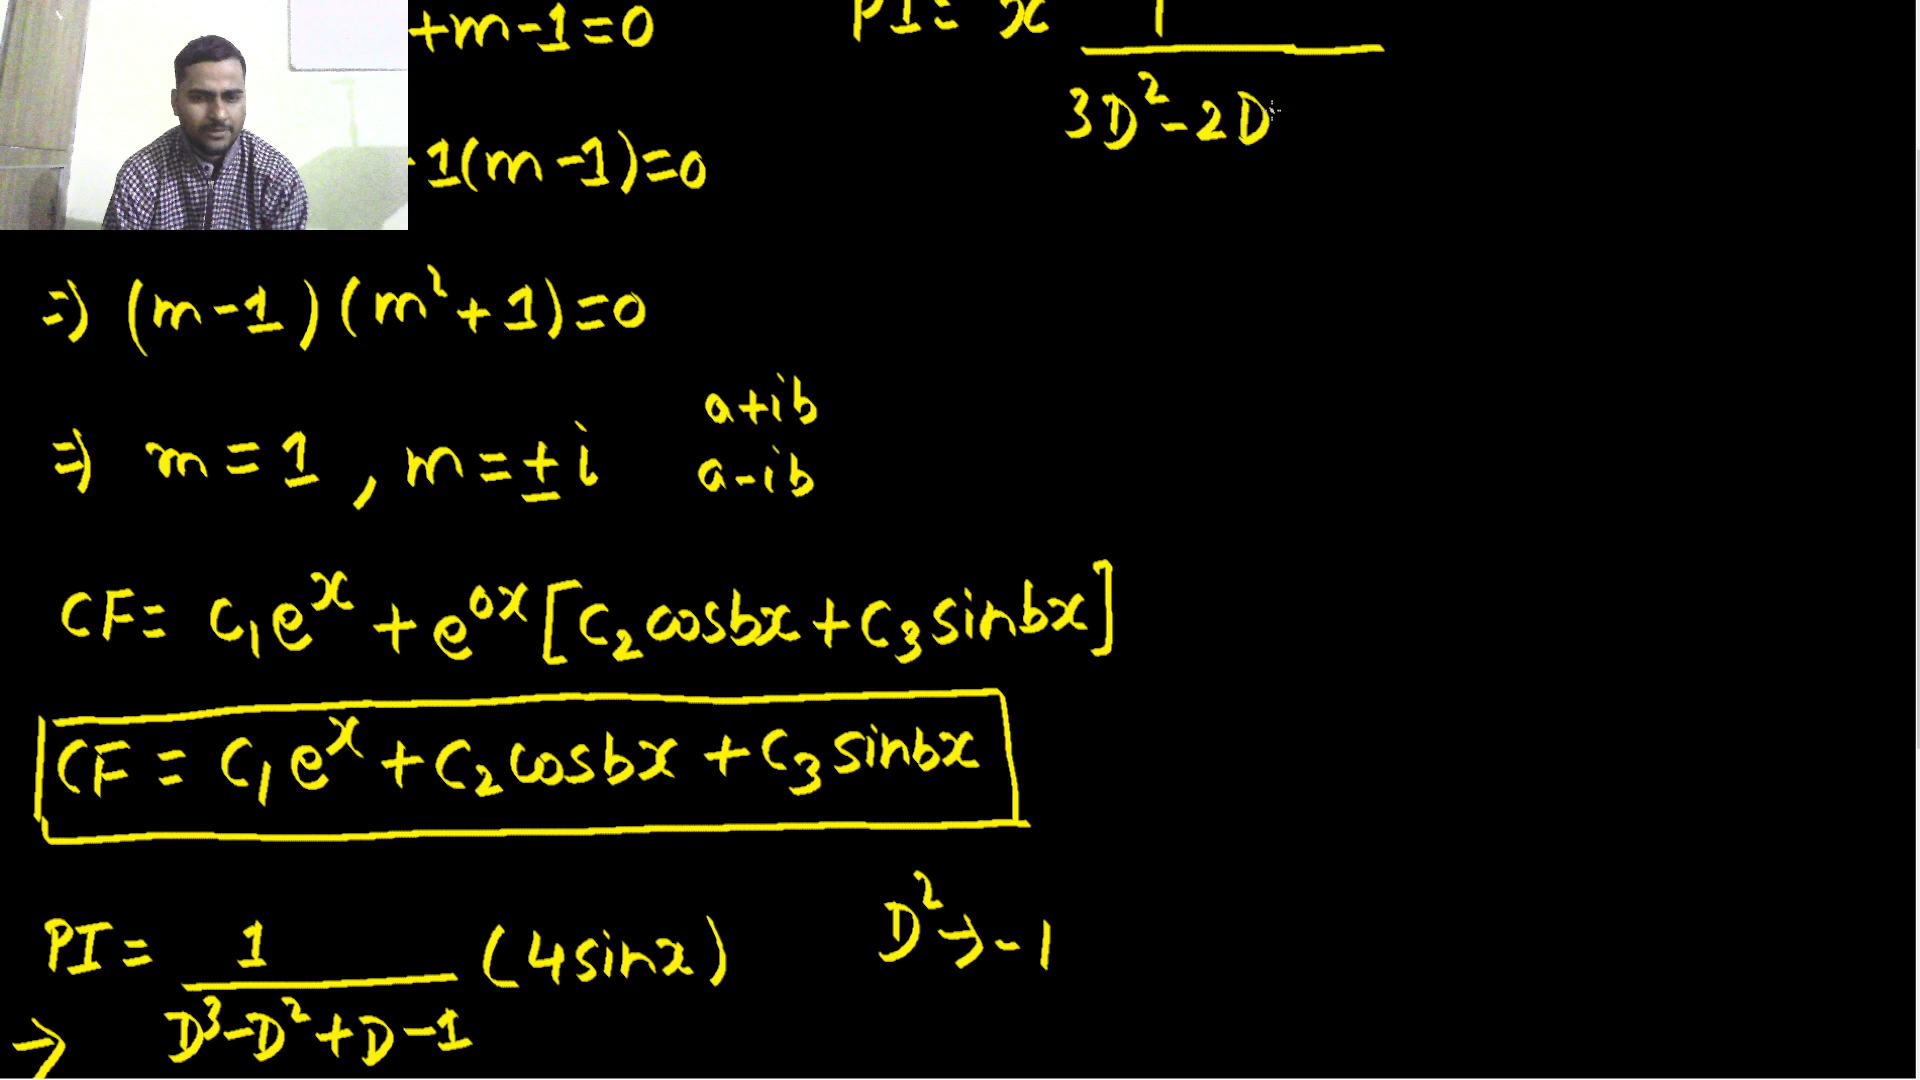 +m-1=0
-1(m-1)=0
=) (m-1)(m²+1)=0
=) m=1, m=±i
a+ib
a-ib
CF= C₁eˣ + e⁰ˣ[C₂cosbx+C₃sinbx]
CF = C₁eˣ+C₂cosbx+C₃sinbx
PI= 1/(D³-D²+D-1) (4sinx)
D²→-1
→
PI= x 1/(3D²-2D